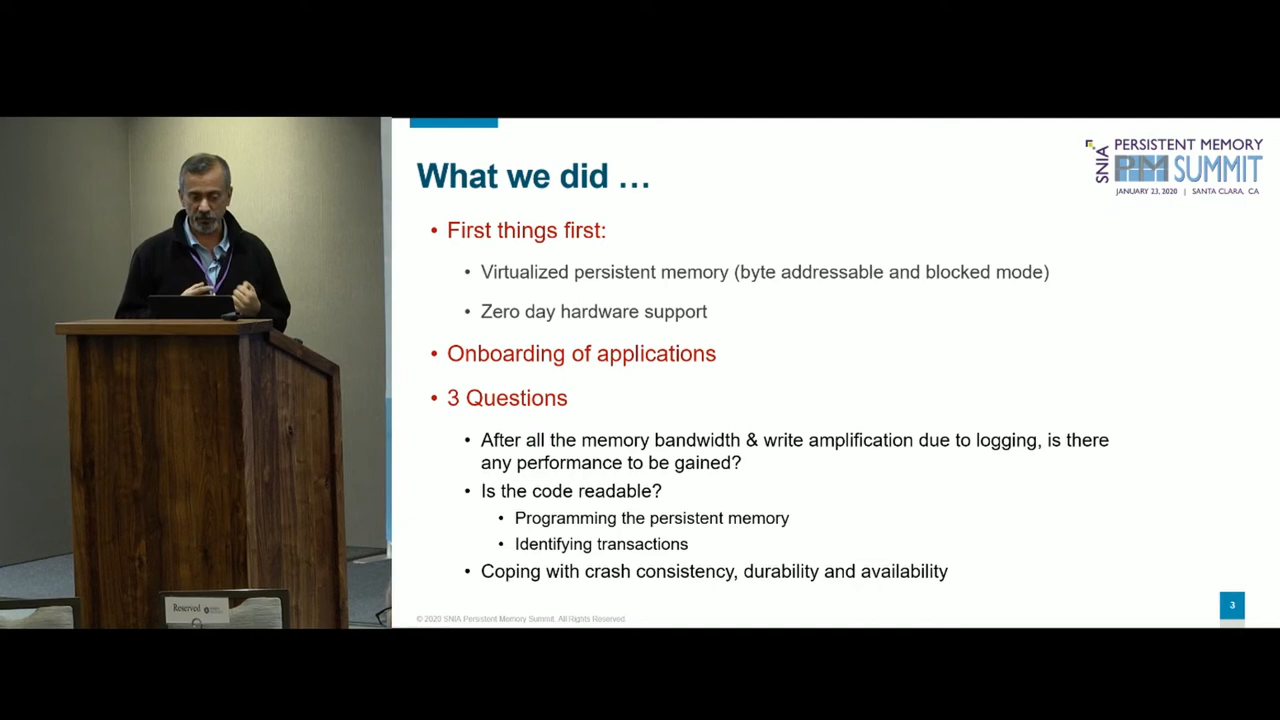 What we did …
SNIA
PERSISTENT MEMORY
PM SUMMIT
JANUARY 23, 2020 | SANTA CLARA, CA
• First things first:
• Virtualized persistent memory (byte addressable and blocked mode)
• Zero day hardware support
• Onboarding of applications
• 3 Questions
• After all the memory bandwidth & write amplification due to logging, is there
any performance to be gained?
• Is the code readable?
• Programming the persistent memory
• Identifying transactions
• Coping with crash consistency, durability and availability
Reserved
© 2020 SNIA Persistent Memory Summit. All Rights Reserved.
3